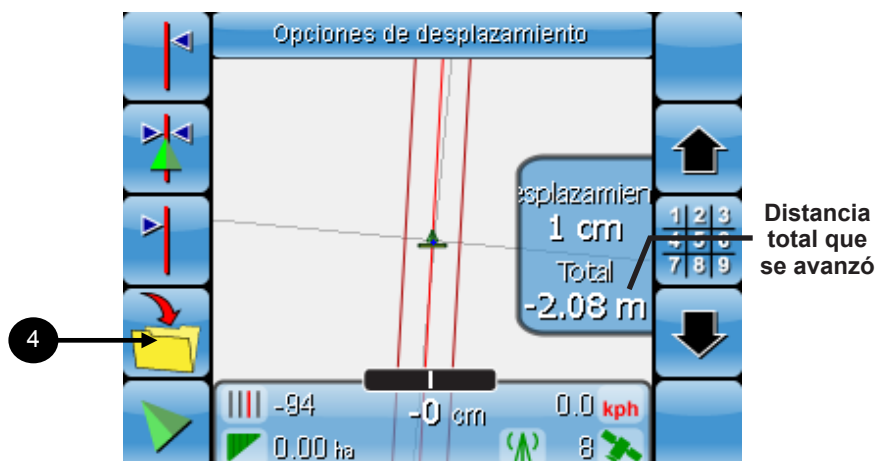 Opciones de desplazamiento
esplazamien
1 cm
Total
-2.08 m
1 2 3
4 5 6
7 8 9
Distancia
total que
se avanzó
4
-94
-0 cm
0.0 kph
0.00 ha
8